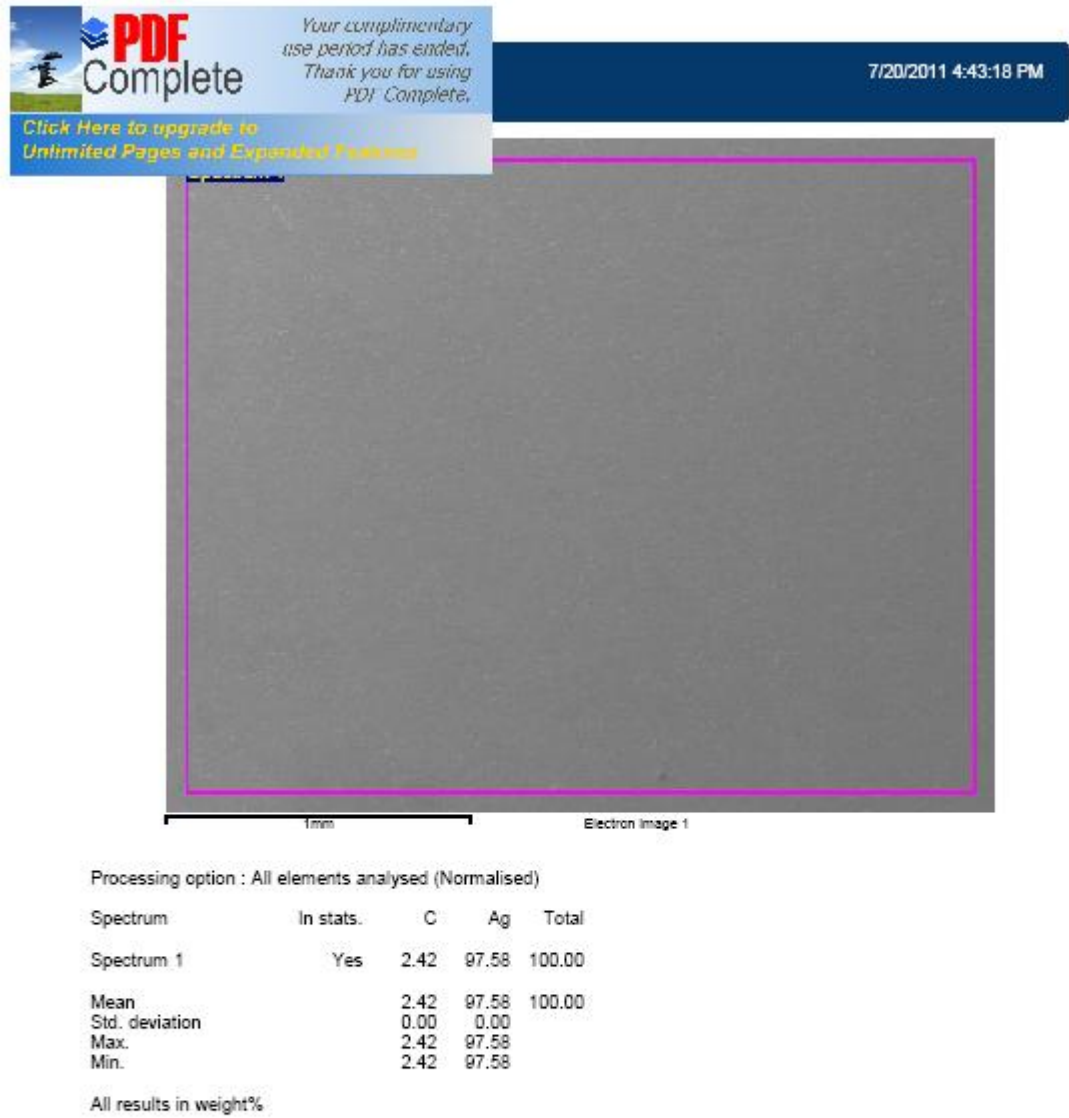 PDF
Complete
Your complimentary
use period has ended.
Thank you for using
PDF Complete.
Click Here to upgrade to
Unlimited Pages and Expanded Features
7/20/2011 4:43:18 PM
1mm
Electron Image 1
Processing option : All elements analysed (Normalised)
Spectrum In stats. C Ag Total
Spectrum 1 Yes 2.42 97.58 100.00
Mean 2.42 97.58 100.00
Std. deviation 0.00 0.00
Max. 2.42 97.58
Min. 2.42 97.58
All results in weight%